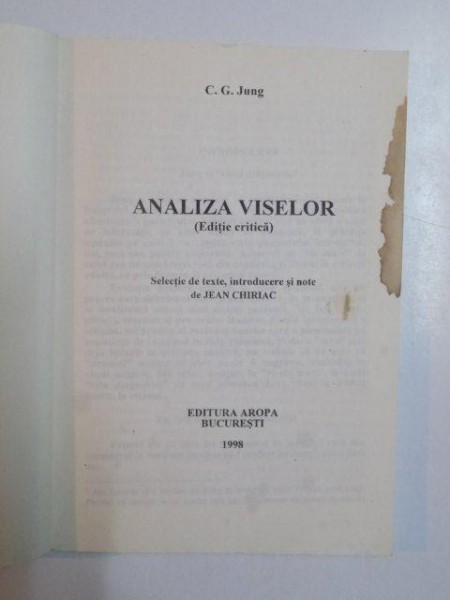 C. G. Jung
ANALIZA VISELOR
(Ediție critică)
Selecție de texte, introducere și note
de JEAN CHIRIAC
EDITURA AROPA
BUCUREȘTI
1998